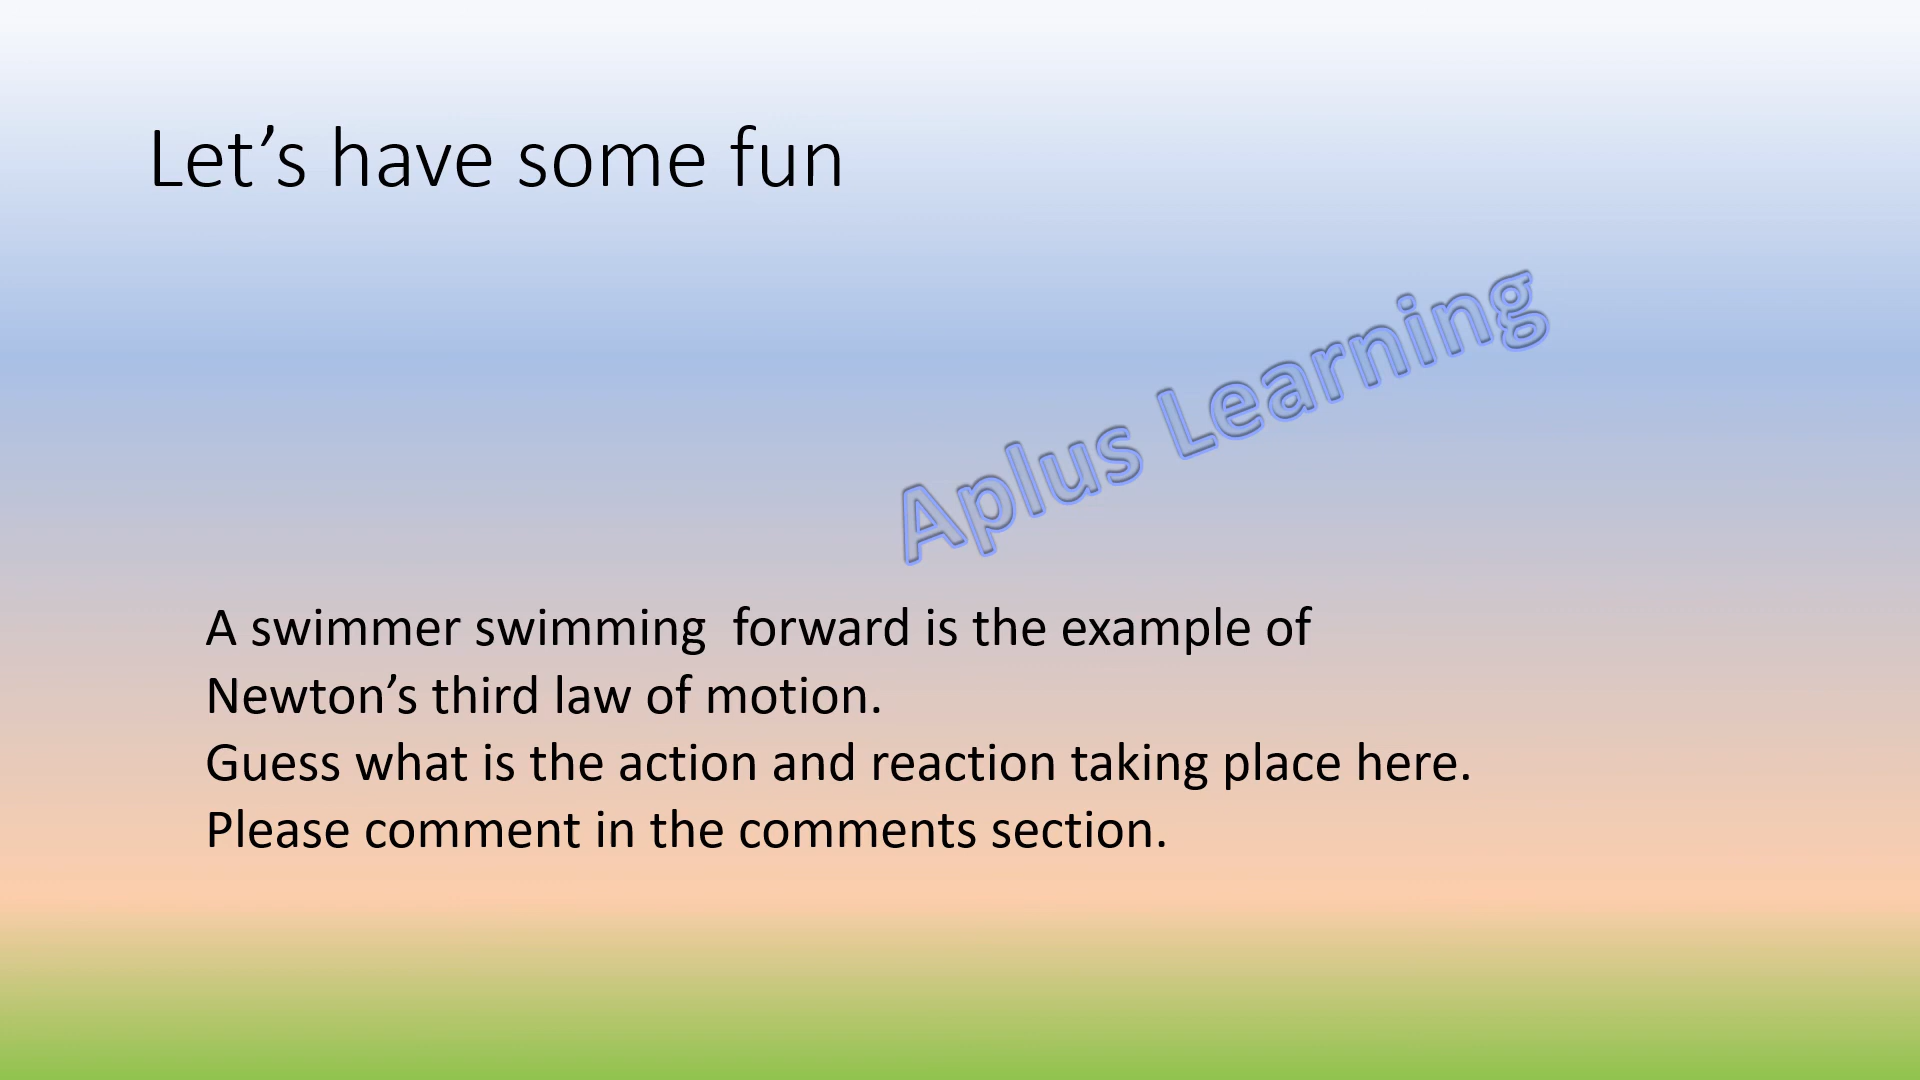 Let’s have some fun
Aplus Learning
A swimmer swimming  forward is the example of
Newton’s third law of motion.
Guess what is the action and reaction taking place here.
Please comment in the comments section.